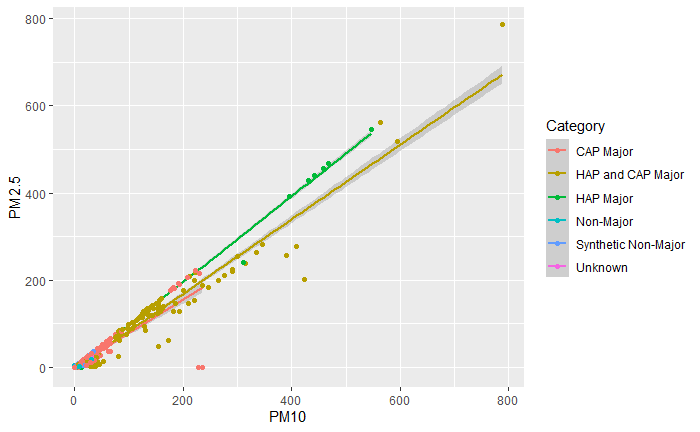 800
600
400
200
0
PM2.5
0
200
400
600
800
PM10
Category
CAP Major
HAP and CAP Major
HAP Major
Non-Major
Synthetic Non-Major
Unknown